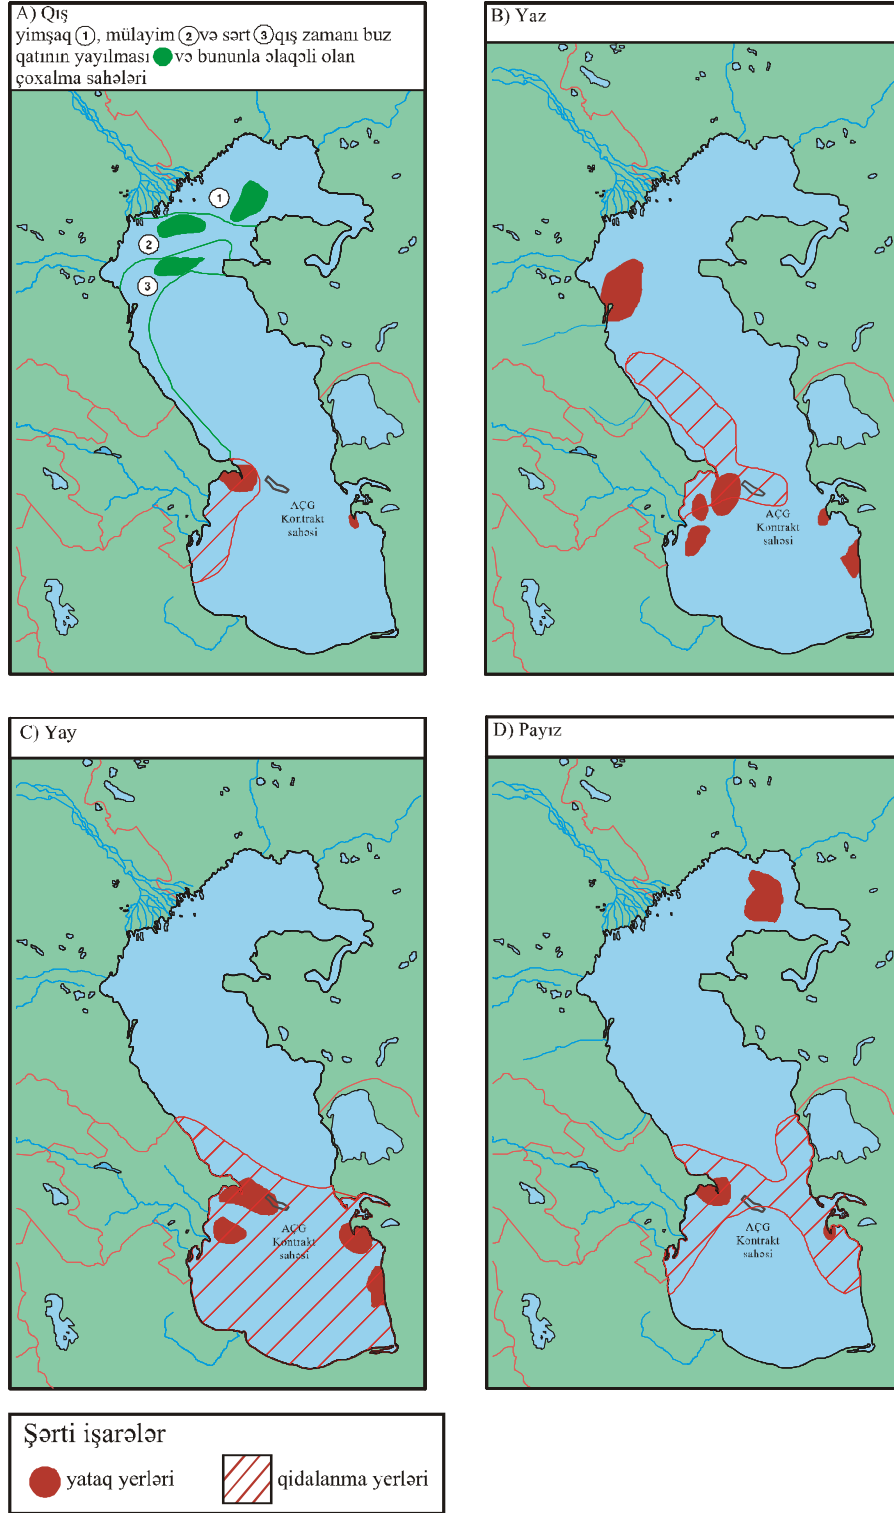 A) Qış
yimşaq 1, mülayim 2 və sərt 3 qış zamanı buz
qatının yayılması və bununla əlaqəli olan
çoxalma sahələri
1
2
3
AÇG
Kontrakt
sahəsi
B) Yaz
AÇG
Kontrakt
sahəsi
C) Yay
AÇG
Kontrakt
sahəsi
D) Payız
AÇG
Kontrakt
sahəsi
Şərti işarələr
yataq yerləri
qidalanma yerləri